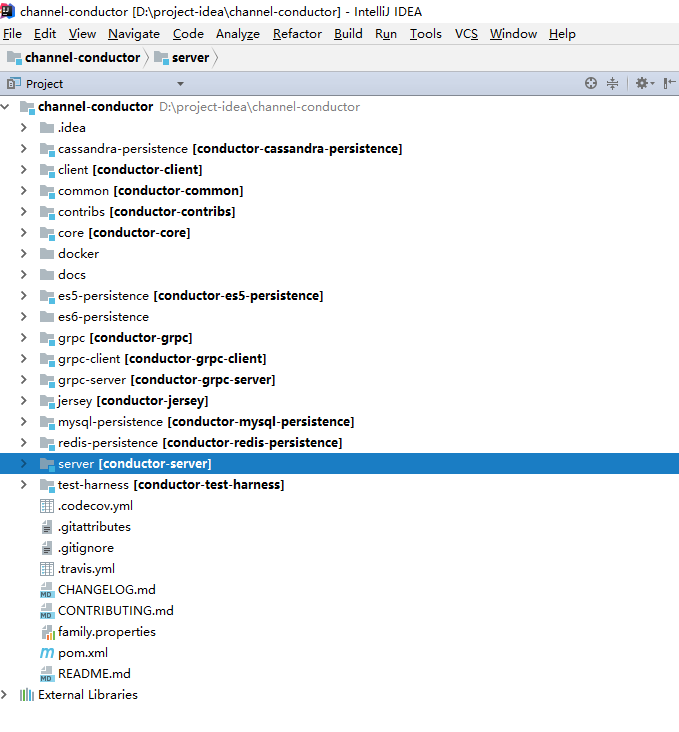 channel-conductor [D:\project-idea\channel-conductor] - IntelliJ IDEA
File Edit View Navigate Code Analyze Refactor Build Run Tools VCS Window Help
channel-conductor server
Project
channel-conductor D:\project-idea\channel-conductor
.idea
cassandra-persistence [conductor-cassandra-persistence]
client [conductor-client]
common [conductor-common]
contribs [conductor-contribs]
core [conductor-core]
docker
docs
es5-persistence [conductor-es5-persistence]
es6-persistence
grpc [conductor-grpc]
grpc-client [conductor-grpc-client]
grpc-server [conductor-grpc-server]
jersey [conductor-jersey]
mysql-persistence [conductor-mysql-persistence]
redis-persistence [conductor-redis-persistence]
server [conductor-server]
test-harness [conductor-test-harness]
.codecov.yml
.gitattributes
.gitignore
.travis.yml
CHANGELOG.md
CONTRIBUTING.md
family.properties
pom.xml
README.md
External Libraries